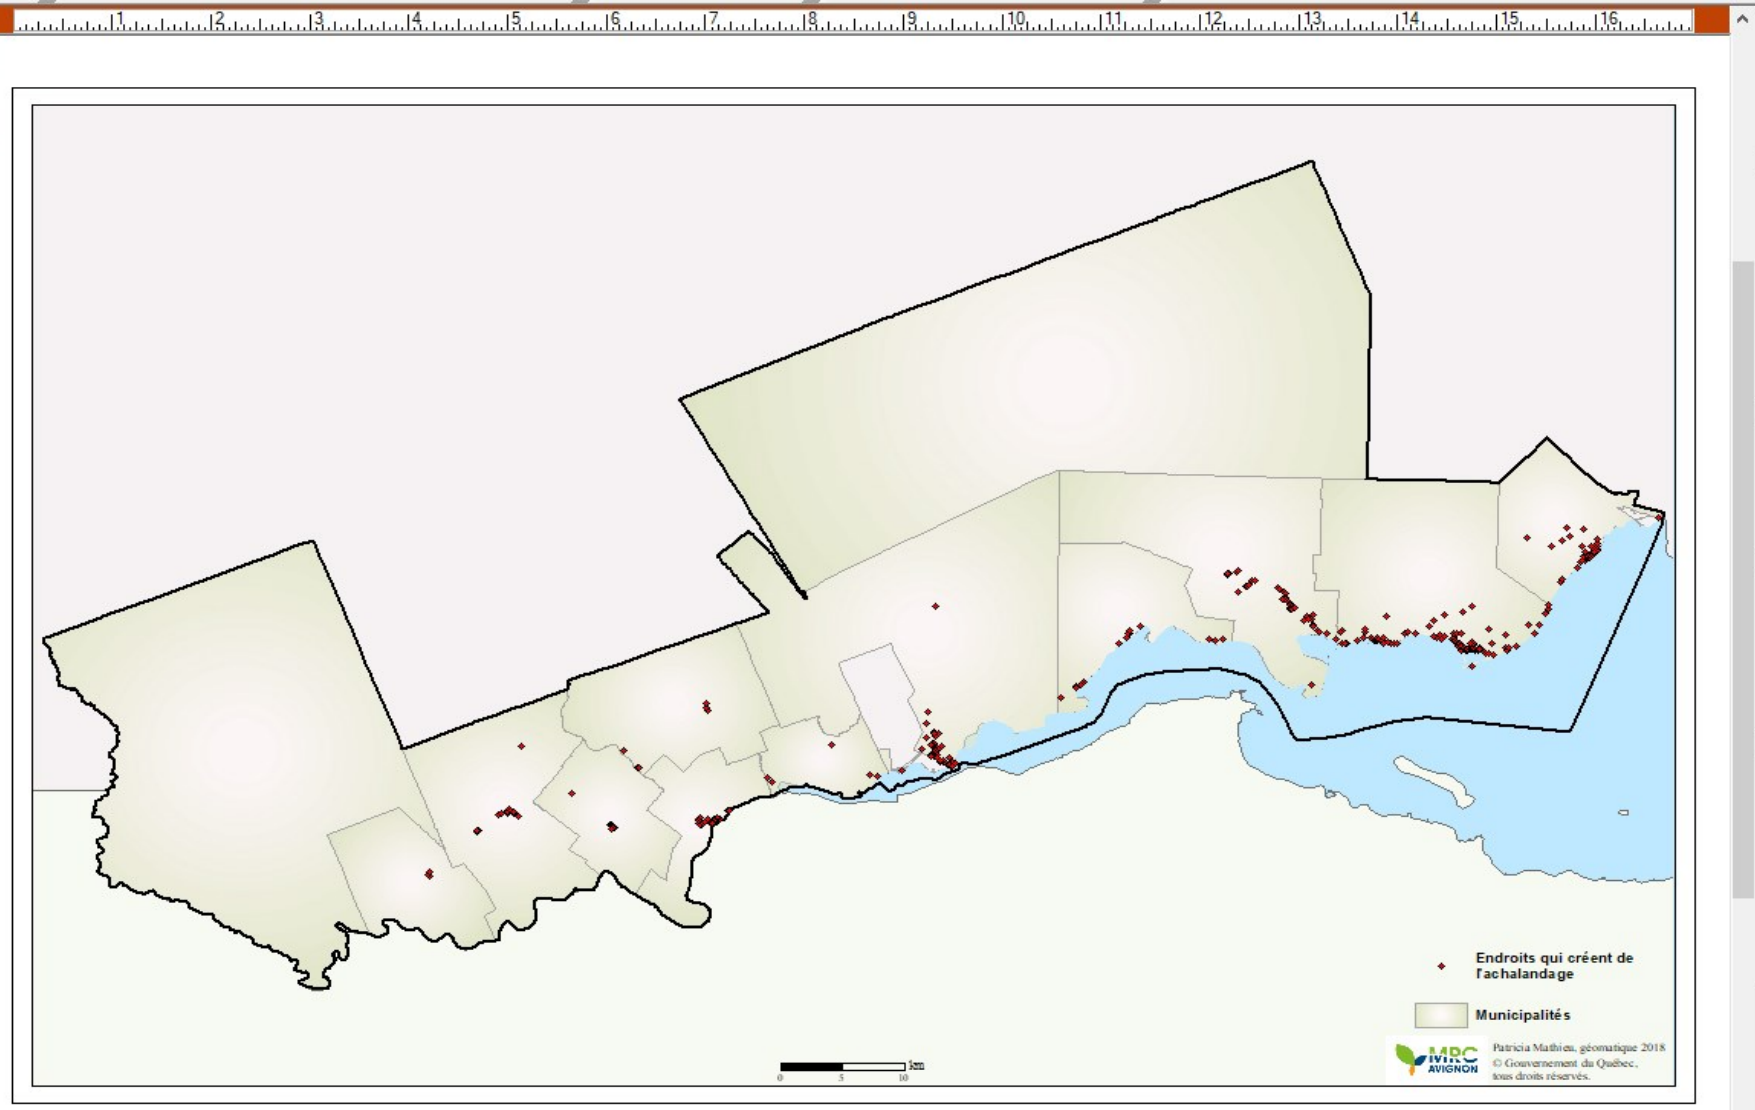 1 2 3 4 5 6 7 8 9 10 11 12 13 14 15 16
Endroits qui créent de
l'achalandage
Municipalités
Patricia Mathieu, géomatique 2018
MRC
AVIGNON
© Gouvernement du Québec,
tous droits réservés.
km
0 5 10